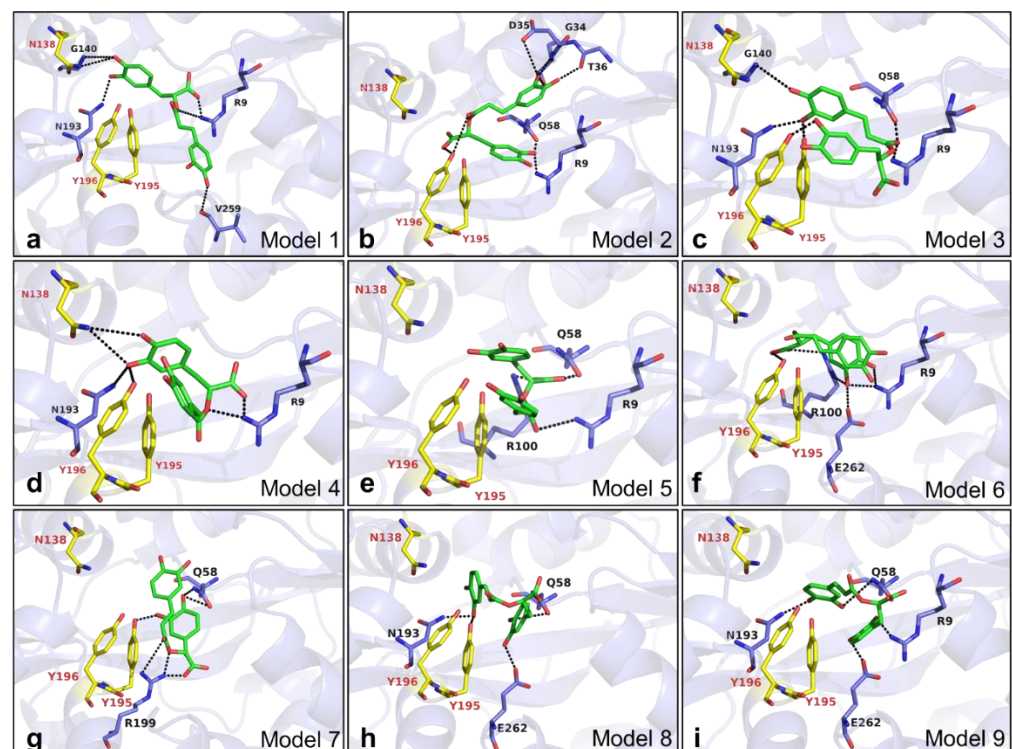 N138
G140
N193
R9
Y196
Y195
V259
a
Model 1
D35
G34
T36
N138
Q58
R9
Y196
Y195
b
Model 2
N138
G140
Q58
N193
R9
Y196
Y195
c
Model 3
N138
R9
N193
Y196
Y195
d
Model 4
N138
Q58
R9
R100
Y196
Y195
e
Model 5
N138
R9
R100
Y196
Y195
E262
f
Model 6
N138
Q58
Y196
Y195
R199
g
Model 7
N138
Q58
N193
Y196
Y195
E262
h
Model 8
N138
Q58
R9
N193
Y196
Y195
E262
i
Model 9